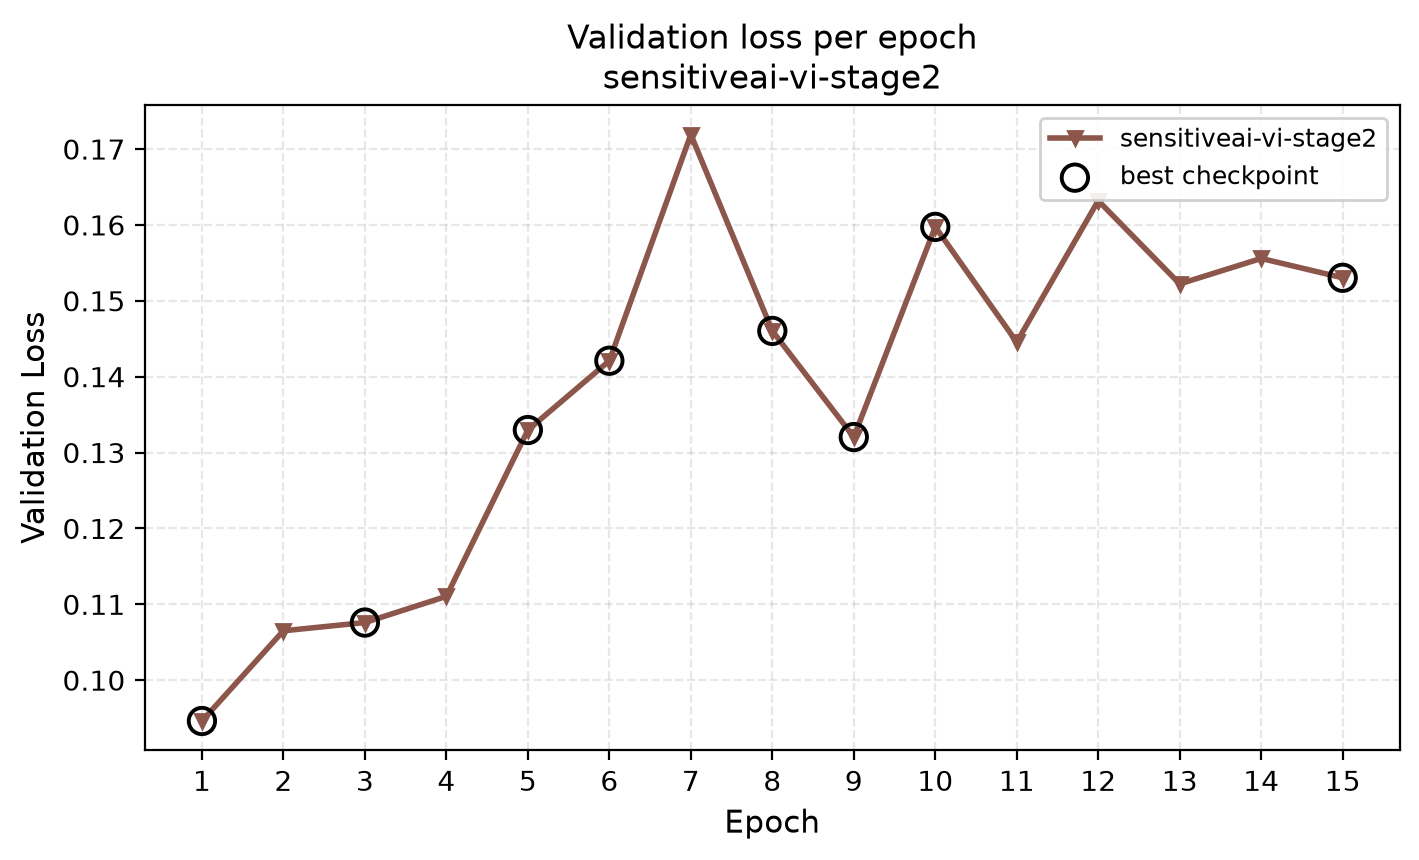 Validation loss per epoch
sensitiveai-vi-stage2
sensitiveai-vi-stage2
best checkpoint
Validation Loss
0.17
0.16
0.15
0.14
0.13
0.12
0.11
0.10
1 2 3 4 5 6 7 8 9 10 11 12 13 14 15
Epoch